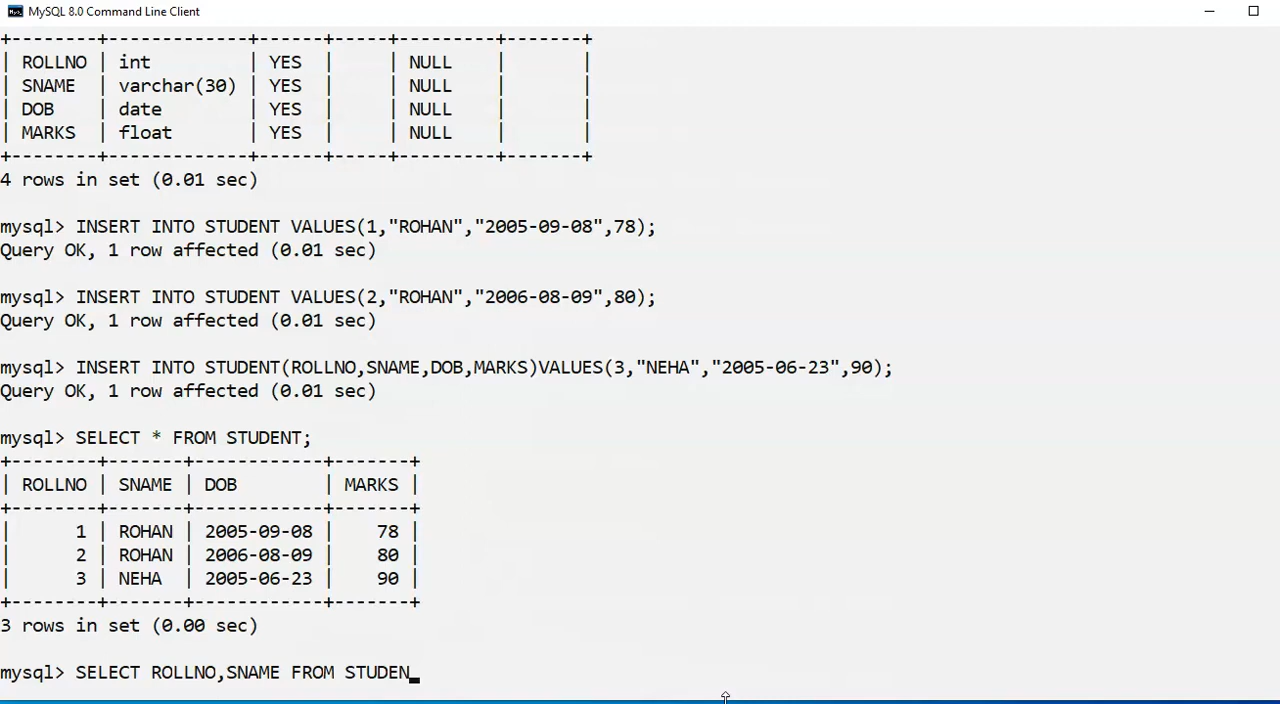 MySQL 8.0 Command Line Client
+--------+-------------+------+-----+---------+-------+
| ROLLNO | int         | YES  |     | NULL    |       |
| SNAME  | varchar(30) | YES  |     | NULL    |       |
| DOB    | date        | YES  |     | NULL    |       |
| MARKS  | float       | YES  |     | NULL    |       |
+--------+-------------+------+-----+---------+-------+
4 rows in set (0.01 sec)
mysql> INSERT INTO STUDENT VALUES(1,"ROHAN","2005-09-08",78);
Query OK, 1 row affected (0.01 sec)
mysql> INSERT INTO STUDENT VALUES(2,"ROHAN","2006-08-09",80);
Query OK, 1 row affected (0.01 sec)
mysql> INSERT INTO STUDENT(ROLLNO,SNAME,DOB,MARKS)VALUES(3,"NEHA","2005-06-23",90);
Query OK, 1 row affected (0.01 sec)
mysql> SELECT * FROM STUDENT;
+--------+-------+------------+-------+
| ROLLNO | SNAME | DOB        | MARKS |
+--------+-------+------------+-------+
|      1 | ROHAN | 2005-09-08 |    78 |
|      2 | ROHAN | 2006-08-09 |    80 |
|      3 | NEHA  | 2005-06-23 |    90 |
+--------+-------+------------+-------+
3 rows in set (0.00 sec)
mysql> SELECT ROLLNO,SNAME FROM STUDEN